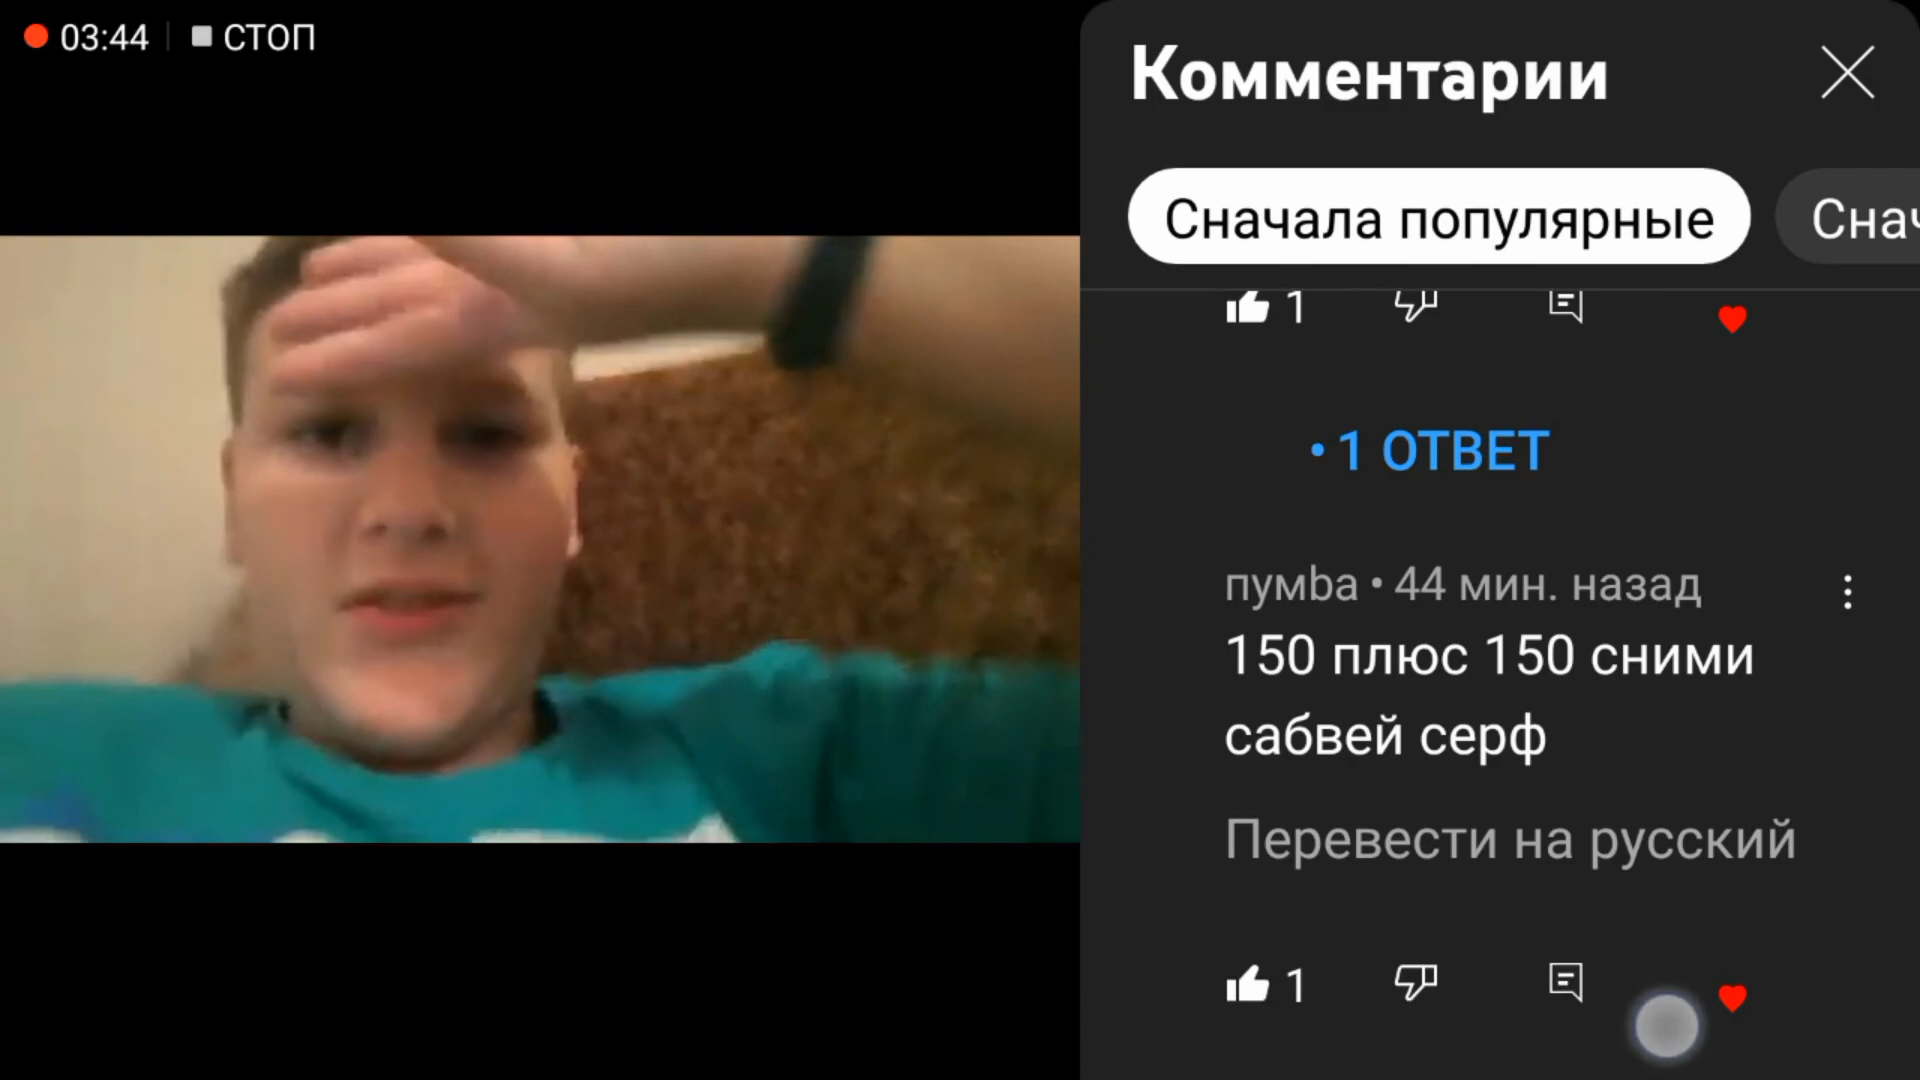 03:44 СТОП
Комментарии
Сначала популярные Снач
1
• 1 ОТВЕТ
пумba • 44 мин. назад
150 плюс 150 сними
сабвей серф
Перевести на русский
1